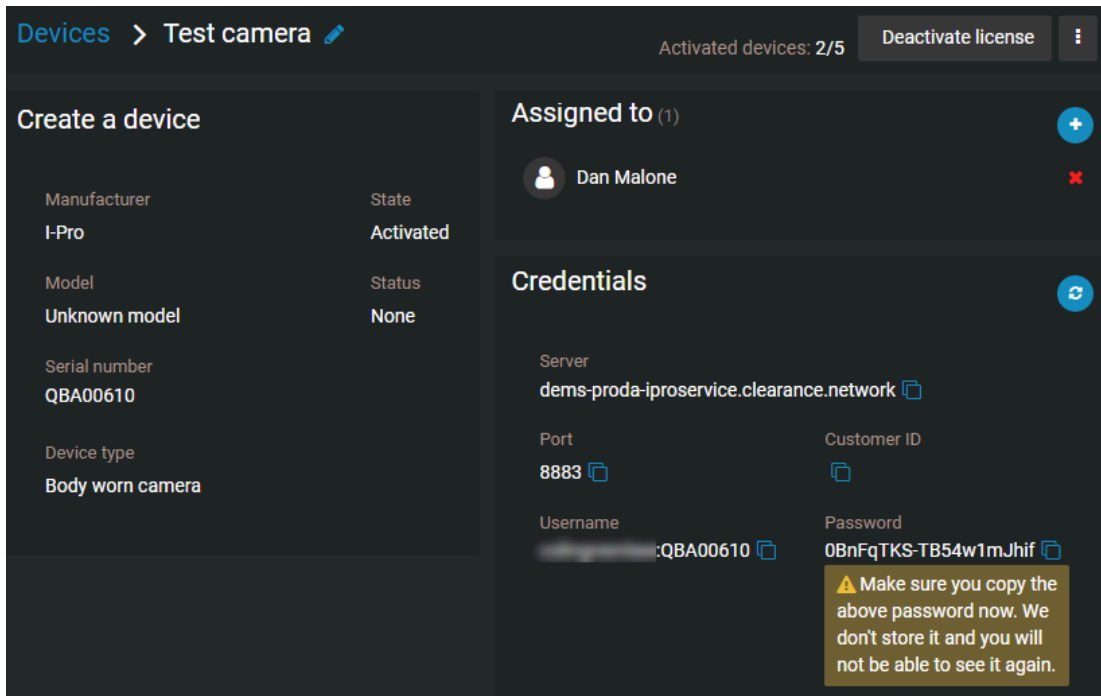 Devices > Test camera
Activated devices: 2/5
Deactivate license
Create a device
Manufacturer
I-Pro
State
Activated
Model
Unknown model
Status
None
Serial number
QBA00610
Device type
Body worn camera
Assigned to (1)
Dan Malone
Credentials
Server
dems-proda-iproservice.clearance.network
Port
8883
Customer ID
Username
:QBA00610
Password
0BnFqTKS-TB54w1mJhif
Make sure you copy the
above password now. We
don't store it and you will
not be able to see it again.